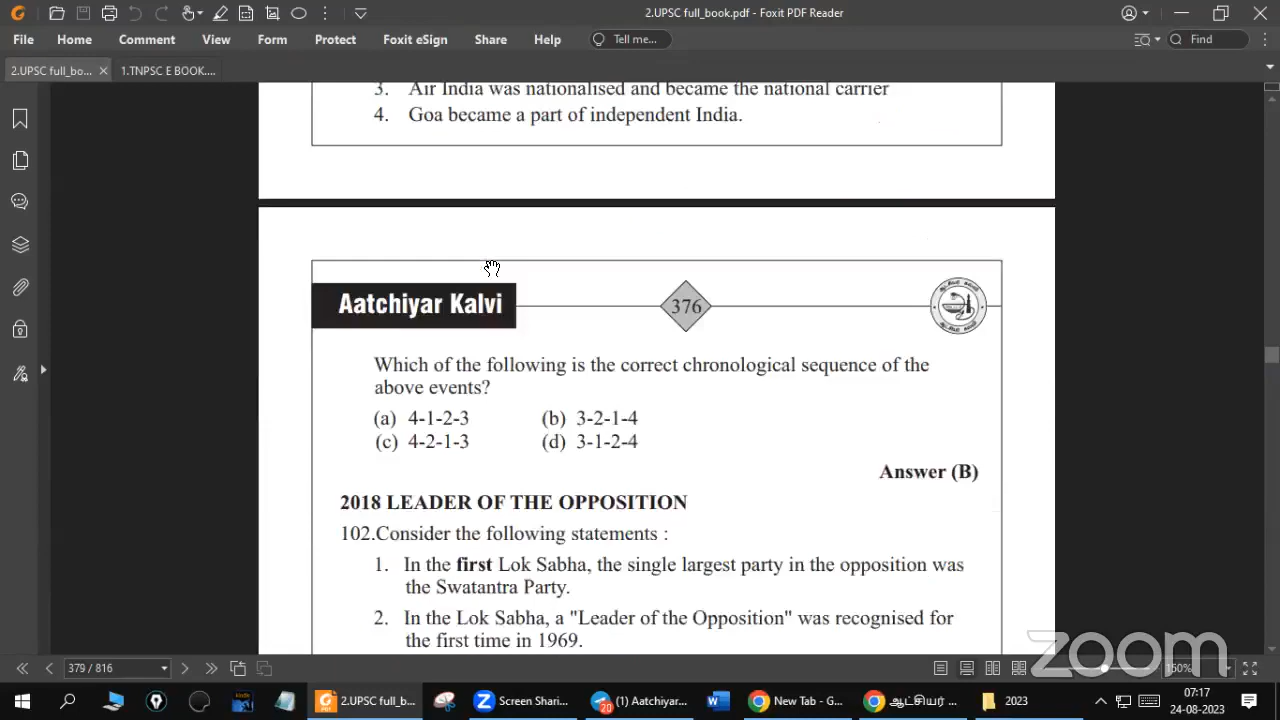 2.UPSC full_book.pdf - Foxit PDF Reader
File Home Comment View Form Protect Foxit eSign Share Help Tell me... Find
2.UPSC full_bo... 1.TNPSC E BOOK....
3. Air India was nationalised and became the national carrier
4. Goa became a part of independent India.
Aatchiyar Kalvi 376
Which of the following is the correct chronological sequence of the
above events?
(a) 4-1-2-3 (b) 3-2-1-4
(c) 4-2-1-3 (d) 3-1-2-4
Answer (B)
2018 LEADER OF THE OPPOSITION
102.Consider the following statements :
1. In the first Lok Sabha, the single largest party in the opposition was
the Swatantra Party.
2. In the Lok Sabha, a "Leader of the Opposition" was recognised for
the first time in 1969.
zoom
379 / 816 150%
2.UPSC full_b... Screen Shari... 20 (1) Aatchiyar... New Tab - G... ஆட்சியர் ... 2023 07:17
24-08-2023